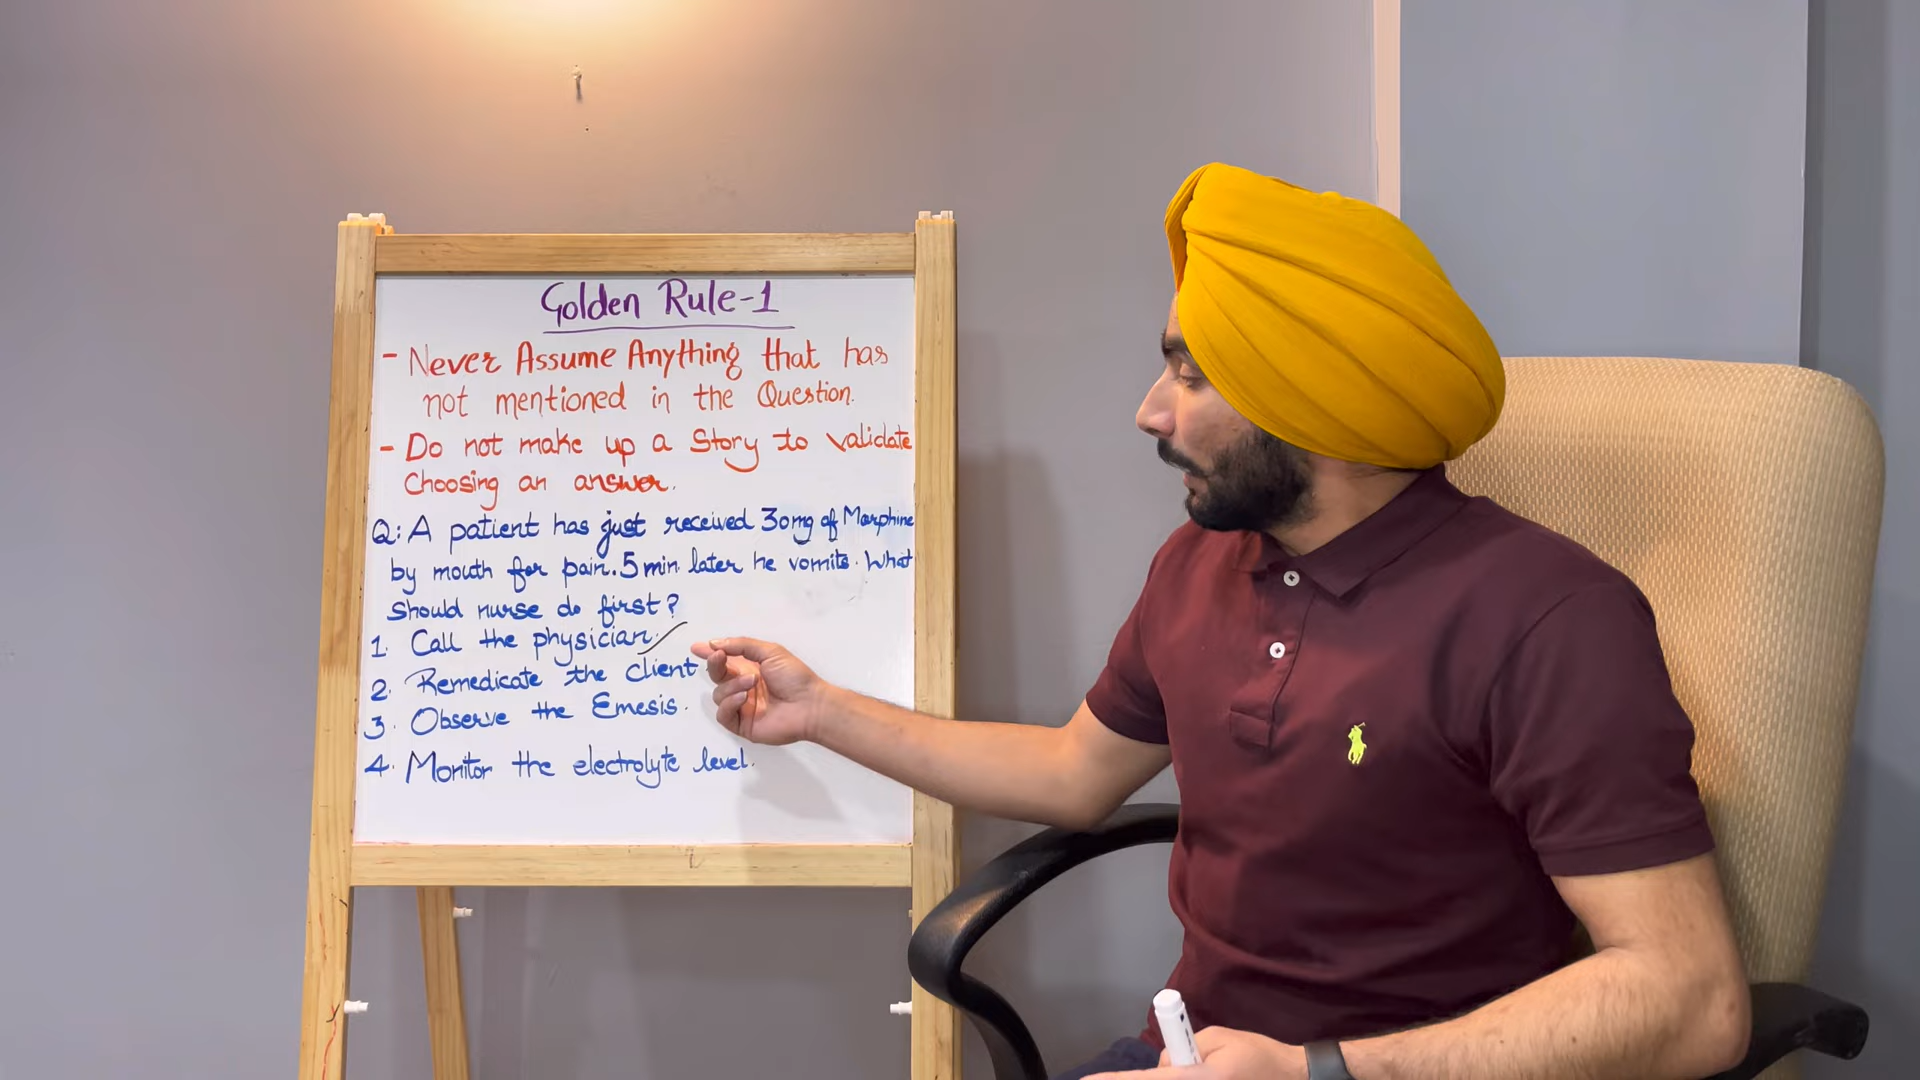 Golden Rule-1
- Never Assume Anything that has
not mentioned in the Question.
- Do not make up a Story to validate
Choosing an answer.
Q: A patient has just received 30mg of Morphine
by mouth for pain. 5 min later he vomits. What
should nurse do first?
1. Call the physician.
2. Remedicate the client
3. Observe the Emesis.
4. Monitor the electrolyte level.